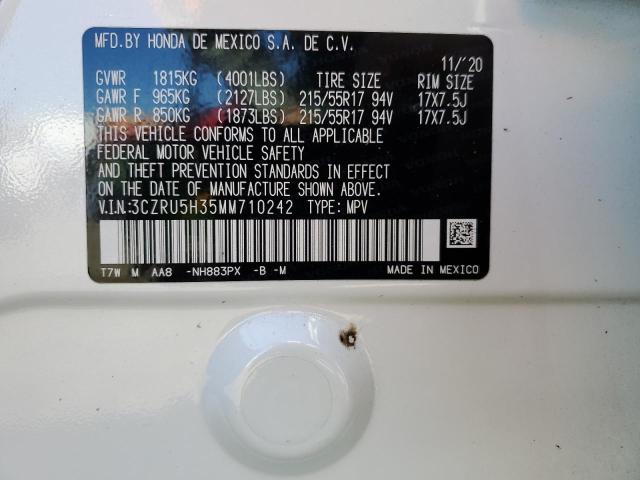 MFD.BY HONDA DE MEXICO S.A. DE C.V.
11/'20
GVWR 1815KG (4001LBS) TIRE SIZE RIM SIZE
GAWR F 965KG (2127LBS) 215/55R17 94V 17X7.5J
GAWR R 850KG (1873LBS) 215/55R17 94V 17X7.5J
THIS VEHICLE CONFORMS TO ALL APPLICABLE
FEDERAL MOTOR VEHICLE SAFETY
AND THEFT PREVENTION STANDARDS IN EFFECT
ON THE DATE OF MANUFACTURE SHOWN ABOVE.
V.I.N:3CZRU5H35MM710242 TYPE: MPV
T7W M AA8 -NH883PX -B -M MADE IN MEXICO